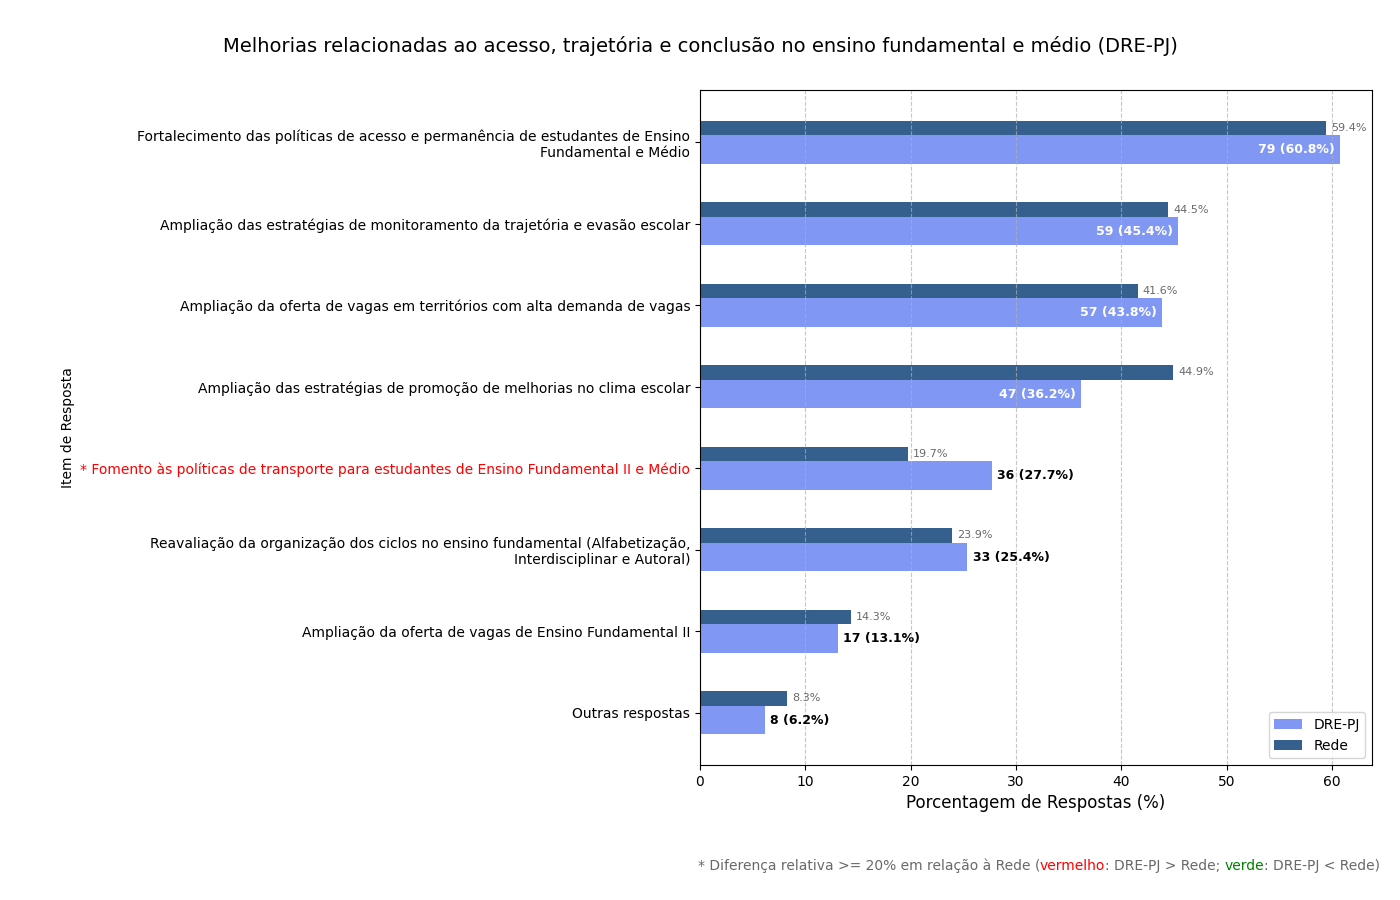 Melhorias relacionadas ao acesso, trajetória e conclusão no ensino fundamental e médio (DRE-PJ)
Item de Resposta
Fortalecimento das políticas de acesso e permanência de estudantes de Ensino
Fundamental e Médio
59.4%
79 (60.8%)
Ampliação das estratégias de monitoramento da trajetória e evasão escolar
44.5%
59 (45.4%)
Ampliação da oferta de vagas em territórios com alta demanda de vagas
41.6%
57 (43.8%)
Ampliação das estratégias de promoção de melhorias no clima escolar
44.9%
47 (36.2%)
* Fomento às políticas de transporte para estudantes de Ensino Fundamental II e Médio
19.7%
36 (27.7%)
Reavaliação da organização dos ciclos no ensino fundamental (Alfabetização,
Interdisciplinar e Autoral)
23.9%
33 (25.4%)
Ampliação da oferta de vagas de Ensino Fundamental II
14.3%
17 (13.1%)
Outras respostas
8.3%
8 (6.2%)
DRE-PJ
Rede
0 10 20 30 40 50 60
Porcentagem de Respostas (%)
* Diferença relativa >= 20% em relação à Rede (vermelho: DRE-PJ > Rede; verde: DRE-PJ < Rede)